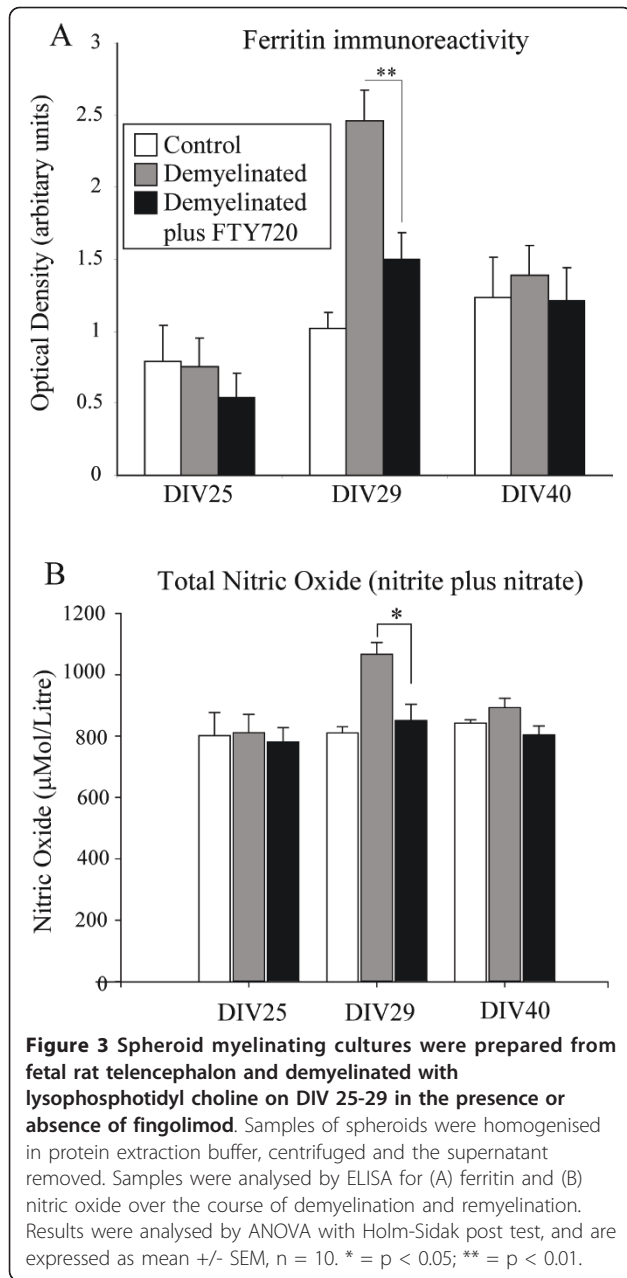 A
Ferritin immunoreactivity
3
2.5
2
1.5
1
0.5
0
Optical Density (arbitary units)
**
Control
Demyelinated
Demyelinated
plus FTY720
DIV25
DIV29
DIV40
B
Total Nitric Oxide (nitrite plus nitrate)
1200
1000
800
600
400
200
0
Nitric Oxide (µMol/Litre)
*
DIV25
DIV29
DIV40
Figure 3 Spheroid myelinating cultures were prepared from
fetal rat telencephalon and demyelinated with
lysophosphotidyl choline on DIV 25-29 in the presence or
absence of fingolimod. Samples of spheroids were homogenised
in protein extraction buffer, centrifuged and the supernatant
removed. Samples were analysed by ELISA for (A) ferritin and (B)
nitric oxide over the course of demyelination and remyelination.
Results were analysed by ANOVA with Holm-Sidak post test, and are
expressed as mean +/- SEM, n = 10. * = p < 0.05; ** = p < 0.01.